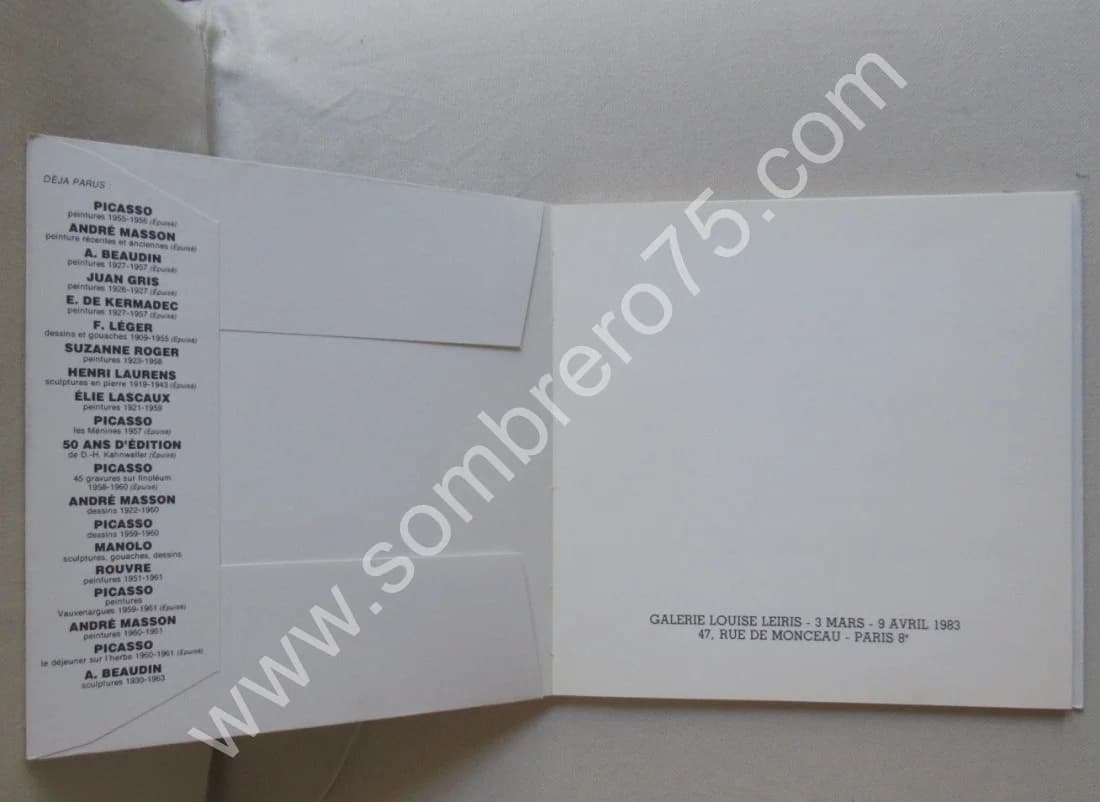 DÉJA PARUS :
PICASSO
peintures 1955-1956 (Épuisé)
ANDRÉ MASSON
peinture récentes et anciennes (Épuisé)
A. BEAUDIN
peintures 1927-1957 (Épuisé)
JUAN GRIS
peintures 1926-1927 (Épuisé)
E. DE KERMADEC
peintures 1927-1957 (Épuisé)
F. LÉGER
dessins et gouaches 1909-1955 (Épuisé)
SUZANNE ROGER
peintures 1923-1958
HENRI LAURENS
sculptures en pierre 1919-1943 (Épuisé)
ÉLIE LASCAUX
peintures 1921-1959
PICASSO
les Ménines 1957 (Épuisé)
50 ANS D'ÉDITION
de D.-H. Kahnweiler (Épuisé)
PICASSO
45 gravures sur linoléum
1958-1960 (Épuisé)
ANDRÉ MASSON
dessins 1922-1960
PICASSO
dessins 1959-1960
MANOLO
sculptures, gouaches, dessins
ROUVRE
peintures 1951-1961
PICASSO
peintures
Vauvenargues 1959-1961 (Épuisé)
ANDRÉ MASSON
peintures 1960-1961
PICASSO
le déjeuner sur l'herbe 1960-1961 (Épuisé)
A. BEAUDIN
sculptures 1930-1963
GALERIE LOUISE LEIRIS - 3 MARS - 9 AVRIL 1983
47, RUE DE MONCEAU - PARIS 8e
www.sombrero75.com